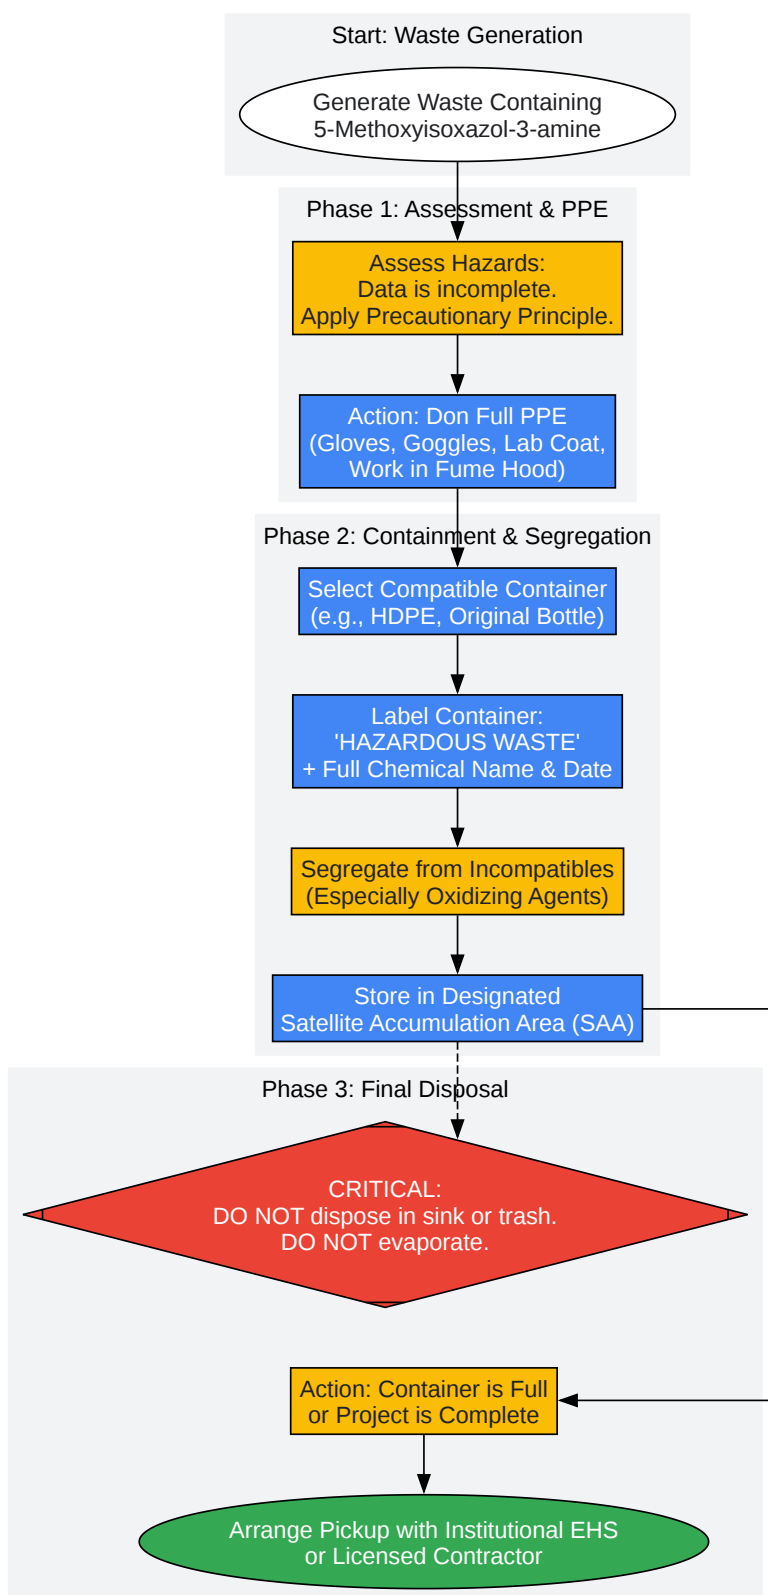 Start: Waste Generation
Generate Waste Containing
5-Methoxyisoxazol-3-amine
Phase 1: Assessment & PPE
Assess Hazards:
Data is incomplete.
Apply Precautionary Principle.
Action: Don Full PPE
(Gloves, Goggles, Lab Coat,
Work in Fume Hood)
Phase 2: Containment & Segregation
Select Compatible Container
(e.g., HDPE, Original Bottle)
Label Container:
'HAZARDOUS WASTE'
+ Full Chemical Name & Date
Segregate from Incompatibles
(Especially Oxidizing Agents)
Store in Designated
Satellite Accumulation Area (SAA)
Phase 3: Final Disposal
CRITICAL:
DO NOT dispose in sink or trash.
DO NOT evaporate.
Action: Container is Full
or Project is Complete
Arrange Pickup with Institutional EHS
or Licensed Contractor